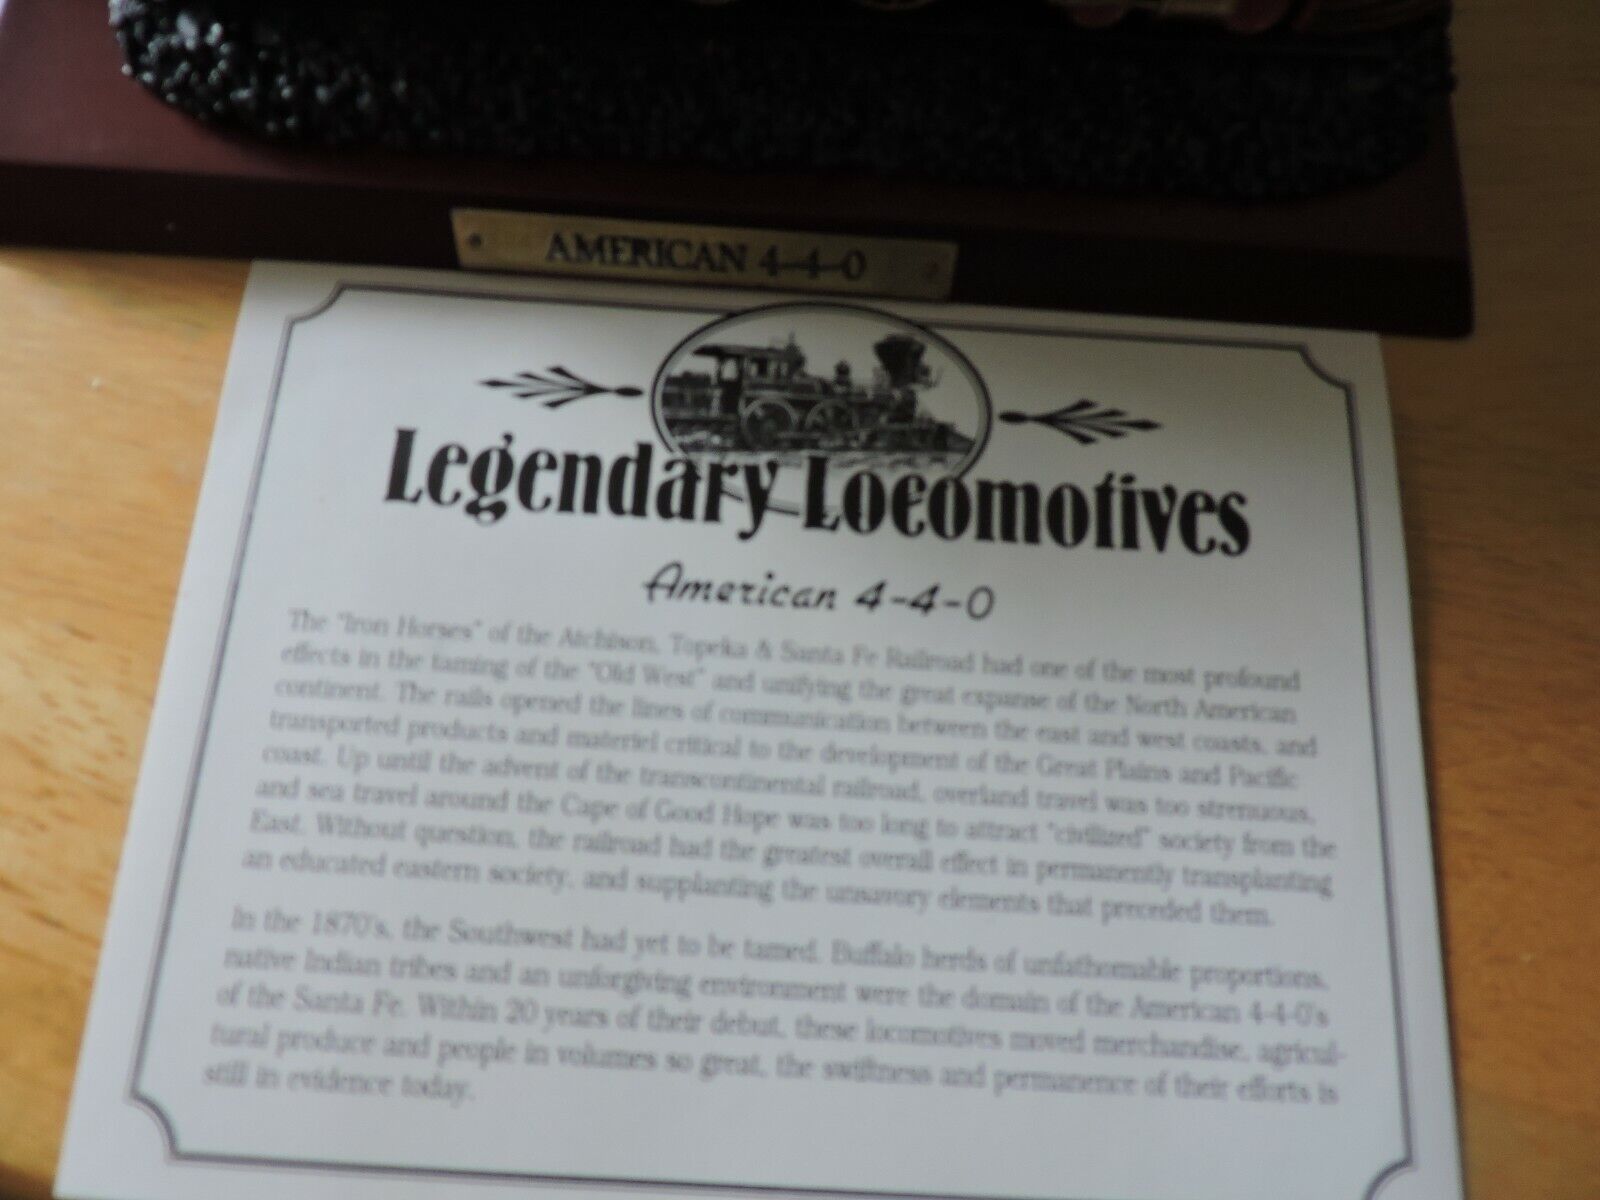 AMERICAN 4-4-0
Legendary Locomotives
American 4-4-0
The "Iron Horses" of the Atchison, Topeka & Santa Fe Railroad had one of the most profound
effects in the taming of the "Old West" and unifying the great expanse of the North American
continent. The rails opened the lines of communication between the east and west coasts, and
transported products and materiel critical to the development of the Great Plains and Pacific
coast. Up until the advent of the transcontinental railroad, overland travel was too strenuous,
and sea travel around the Cape of Good Hope was too long to attract "civilized" society from the
East. Without question, the railroad had the greatest overall effect in permanently transplanting
an educated eastern society, and supplanting the unsavory elements that preceded them.
In the 1870's, the Southwest had yet to be tamed. Buffalo herds of unfathomable proportions,
native Indian tribes and an unforgiving environment were the domain of the American 4-4-0's
of the Santa Fe. Within 20 years of their debut, these locomotives moved merchandise, agricul-
tural produce and people in volumes so great, the swiftness and permanence of their efforts is
still in evidence today.